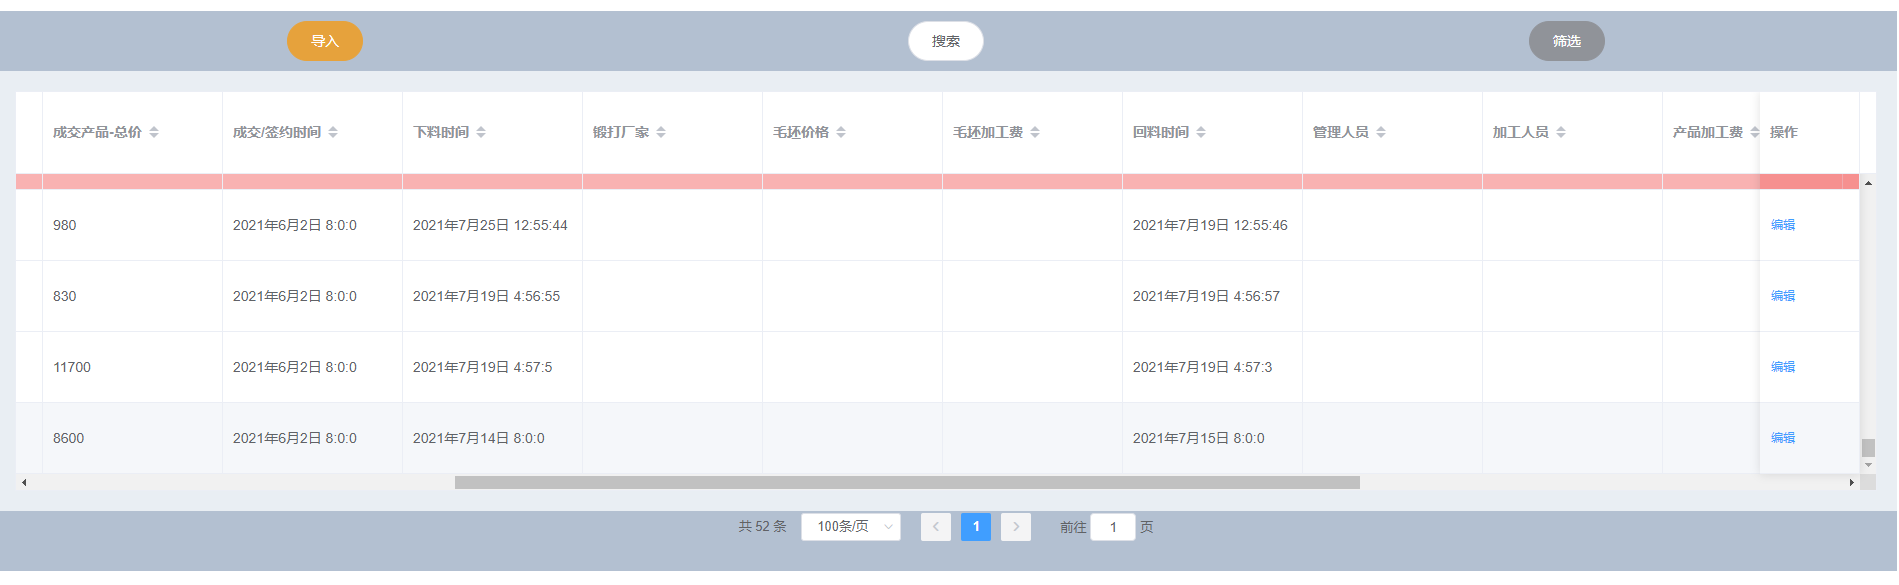 导入 搜索 筛选
成交产品-总价 成交/签约时间 下料时间 锻打厂家 毛坯价格 毛坯加工费 回料时间 管理人员 加工人员 产品加工费 操作
980 2021年6月2日 8:0:0 2021年7月25日 12:55:44 2021年7月19日 12:55:46 编辑
830 2021年6月2日 8:0:0 2021年7月19日 4:56:55 2021年7月19日 4:56:57 编辑
11700 2021年6月2日 8:0:0 2021年7月19日 4:57:5 2021年7月19日 4:57:3 编辑
8600 2021年6月2日 8:0:0 2021年7月14日 8:0:0 2021年7月15日 8:0:0 编辑
共 52 条 100条/页 1 前往 1 页